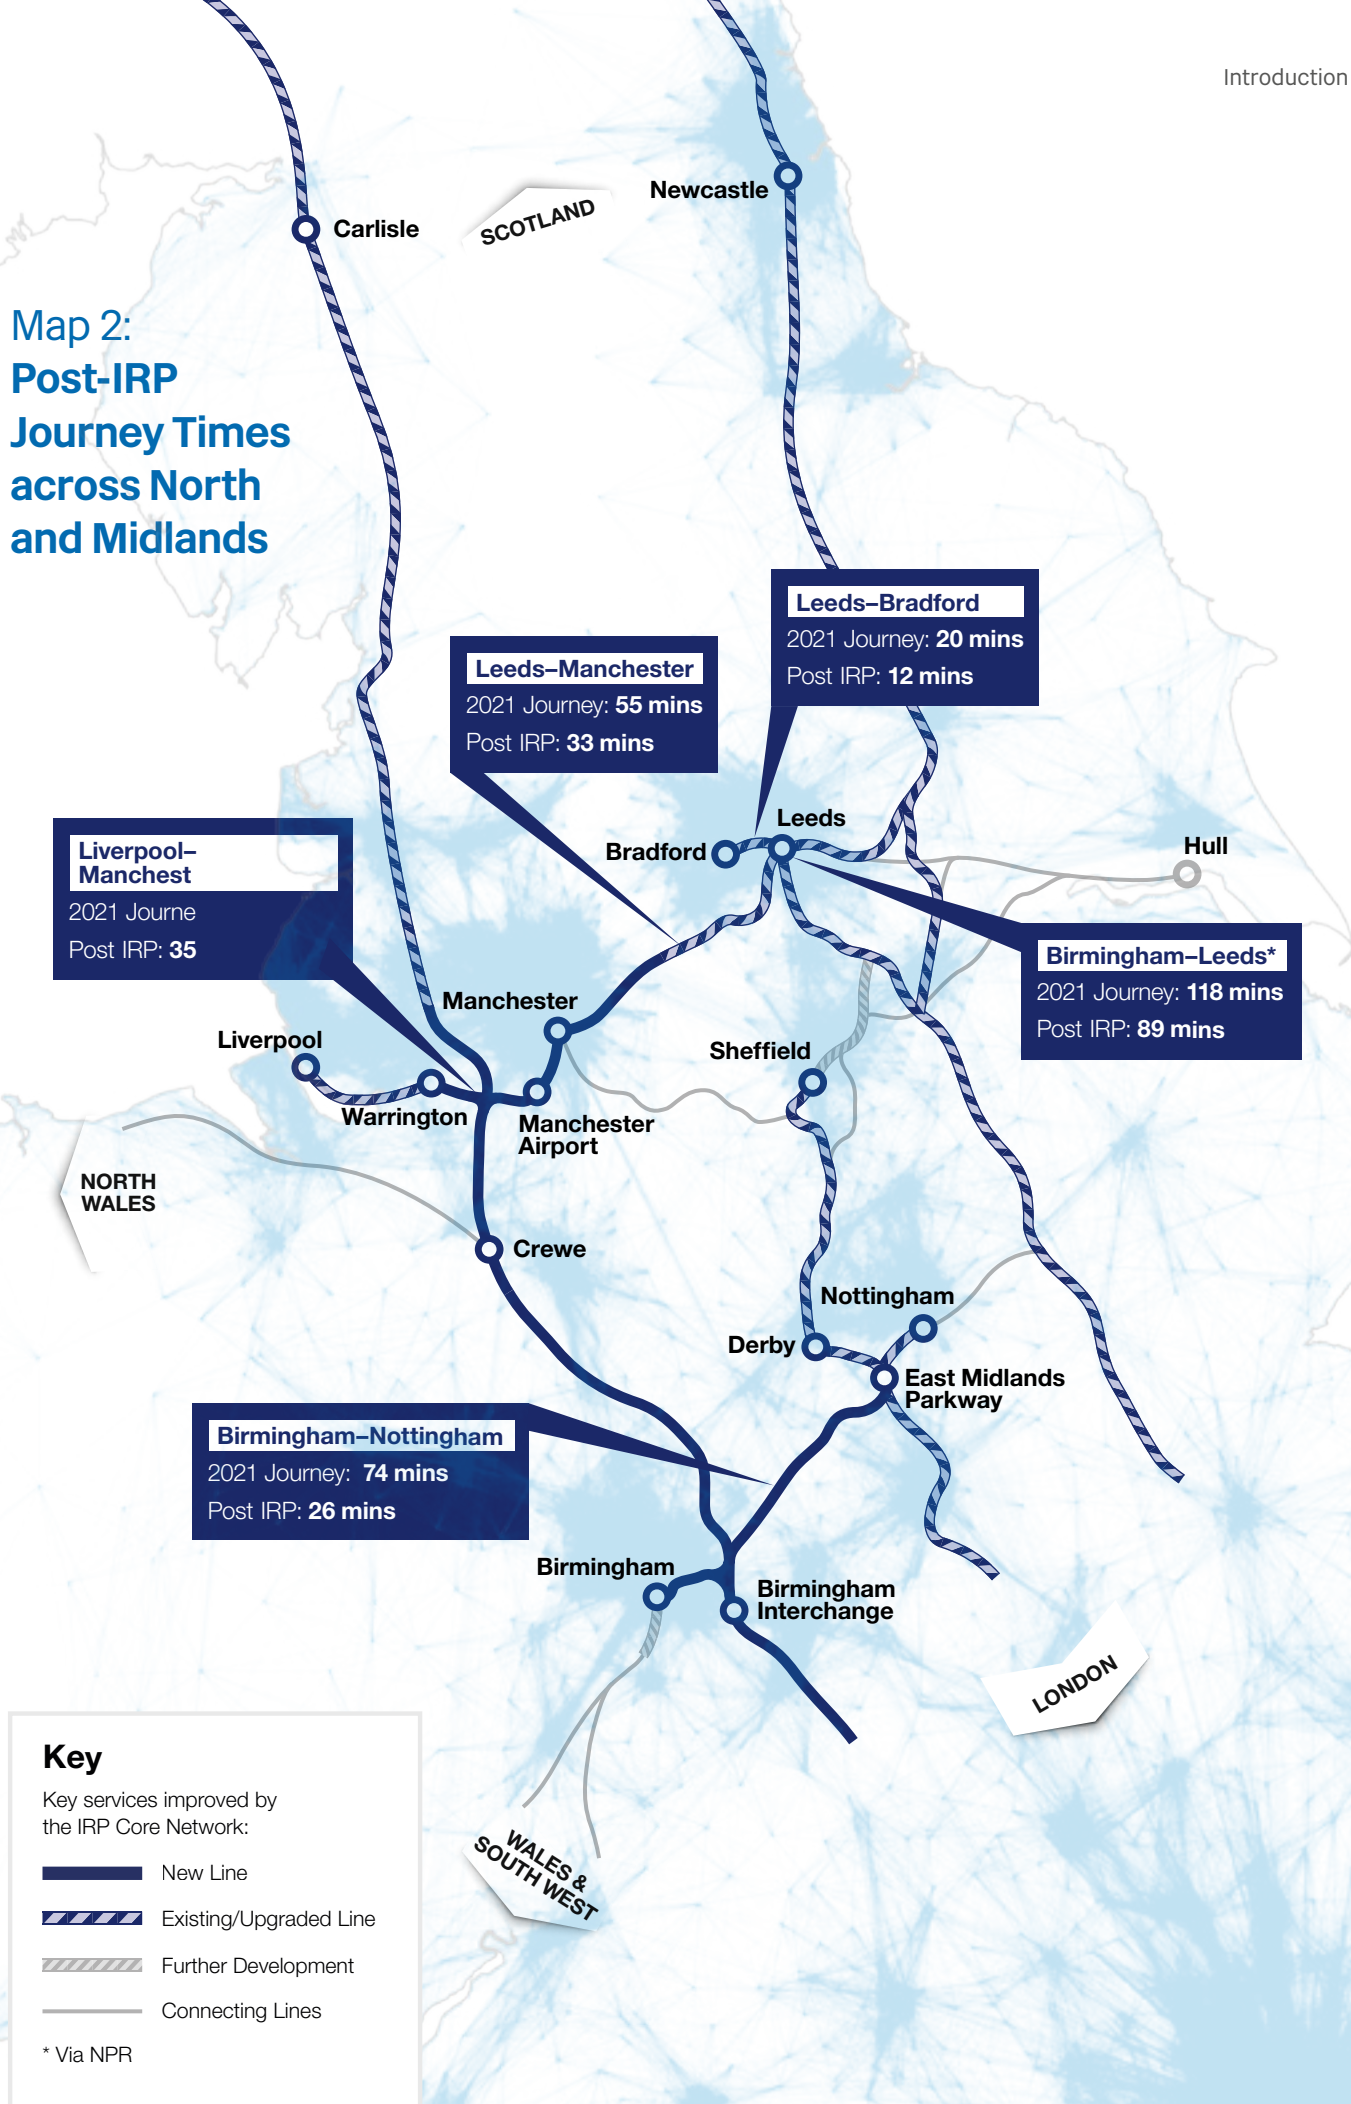 Introduction
Newcastle
SCOTLAND
Carlisle
Map 2:
Post-IRP
Journey Times
across North
and Midlands
Leeds–Bradford
2021 Journey: 20 mins
Post IRP: 12 mins
Leeds–Manchester
2021 Journey: 55 mins
Post IRP: 33 mins
Liverpool–
Manchest
2021 Journe
Post IRP: 35
Leeds
Bradford
Hull
Birmingham–Leeds*
2021 Journey: 118 mins
Post IRP: 89 mins
Manchester
Liverpool
Sheffield
Warrington
Manchester
Airport
NORTH
WALES
Crewe
Nottingham
Derby
East Midlands
Parkway
Birmingham–Nottingham
2021 Journey: 74 mins
Post IRP: 26 mins
Birmingham
Birmingham
Interchange
LONDON
WALES &
SOUTH WEST
Key
Key services improved by
the IRP Core Network:
New Line
Existing/Upgraded Line
Further Development
Connecting Lines
* Via NPR